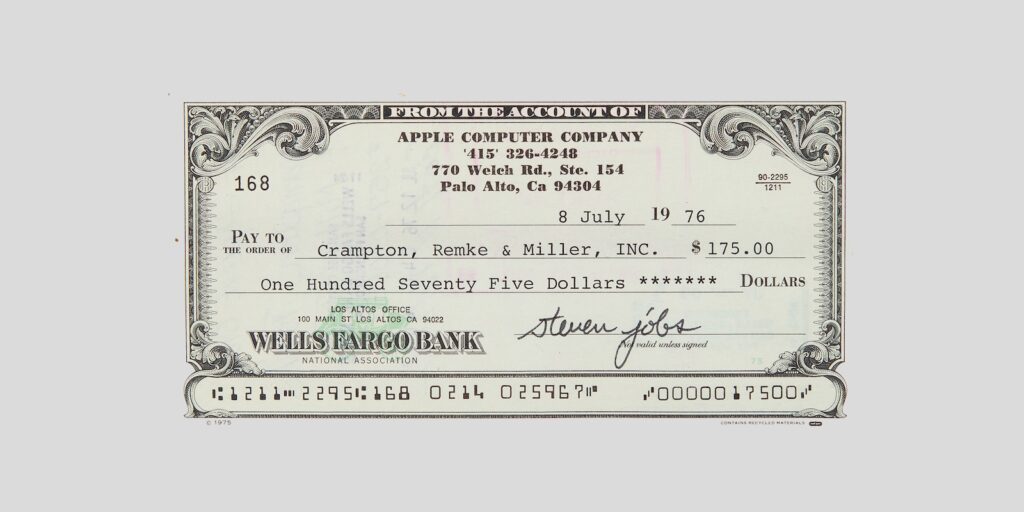 FROM THE ACCOUNT OF
APPLE COMPUTER COMPANY
'415' 326-4248
770 Welch Rd., Ste. 154
Palo Alto, Ca 94304
168
90-2295
1211
8 July 19 76
PAY TO
THE ORDER OF Crampton, Remke & Miller, INC. $ 175.00
One Hundred Seventy Five Dollars ******* DOLLARS
LOS ALTOS OFFICE
100 MAIN ST LOS ALTOS CA 94022
WELLS FARGO BANK
NATIONAL ASSOCIATION
steven jobs
Not valid unless signed
75
⑆1211⑉2295⑆168 0214 025967⑈ ⑇0000017500⑇
© 1975
CONTAINS RECYCLED MATERIALS